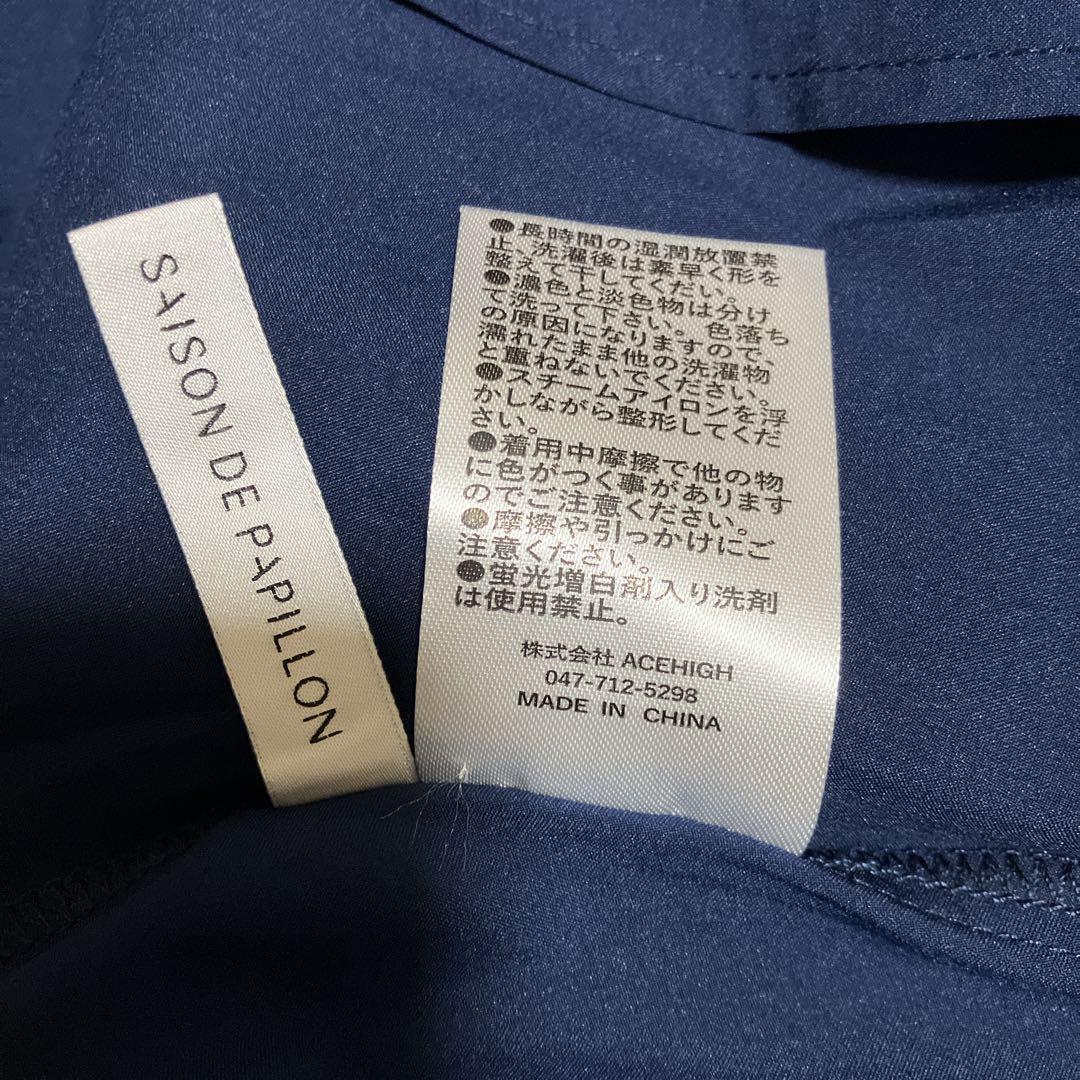 SAISON DE PAPILLON
●長時間の湿潤放置禁
止、洗濯後は素早く形を
整えて干してくだい。
●濃色と淡色物は分け
て洗って下さい。色落ち
の原因になりますので、
濡れたまま他の洗濯物
と重ねないでください。
●スチームアイロンを浮
かしながら整形してくだ
さい。
●着用中摩擦で他の物
に色がつく事があります
のでご注意ください。
●摩擦や引っかけにご
注意ください。
●蛍光増白剤入り洗剤
は使用禁止。
株式会社 ACEHIGH
047-712-5298
MADE IN CHINA